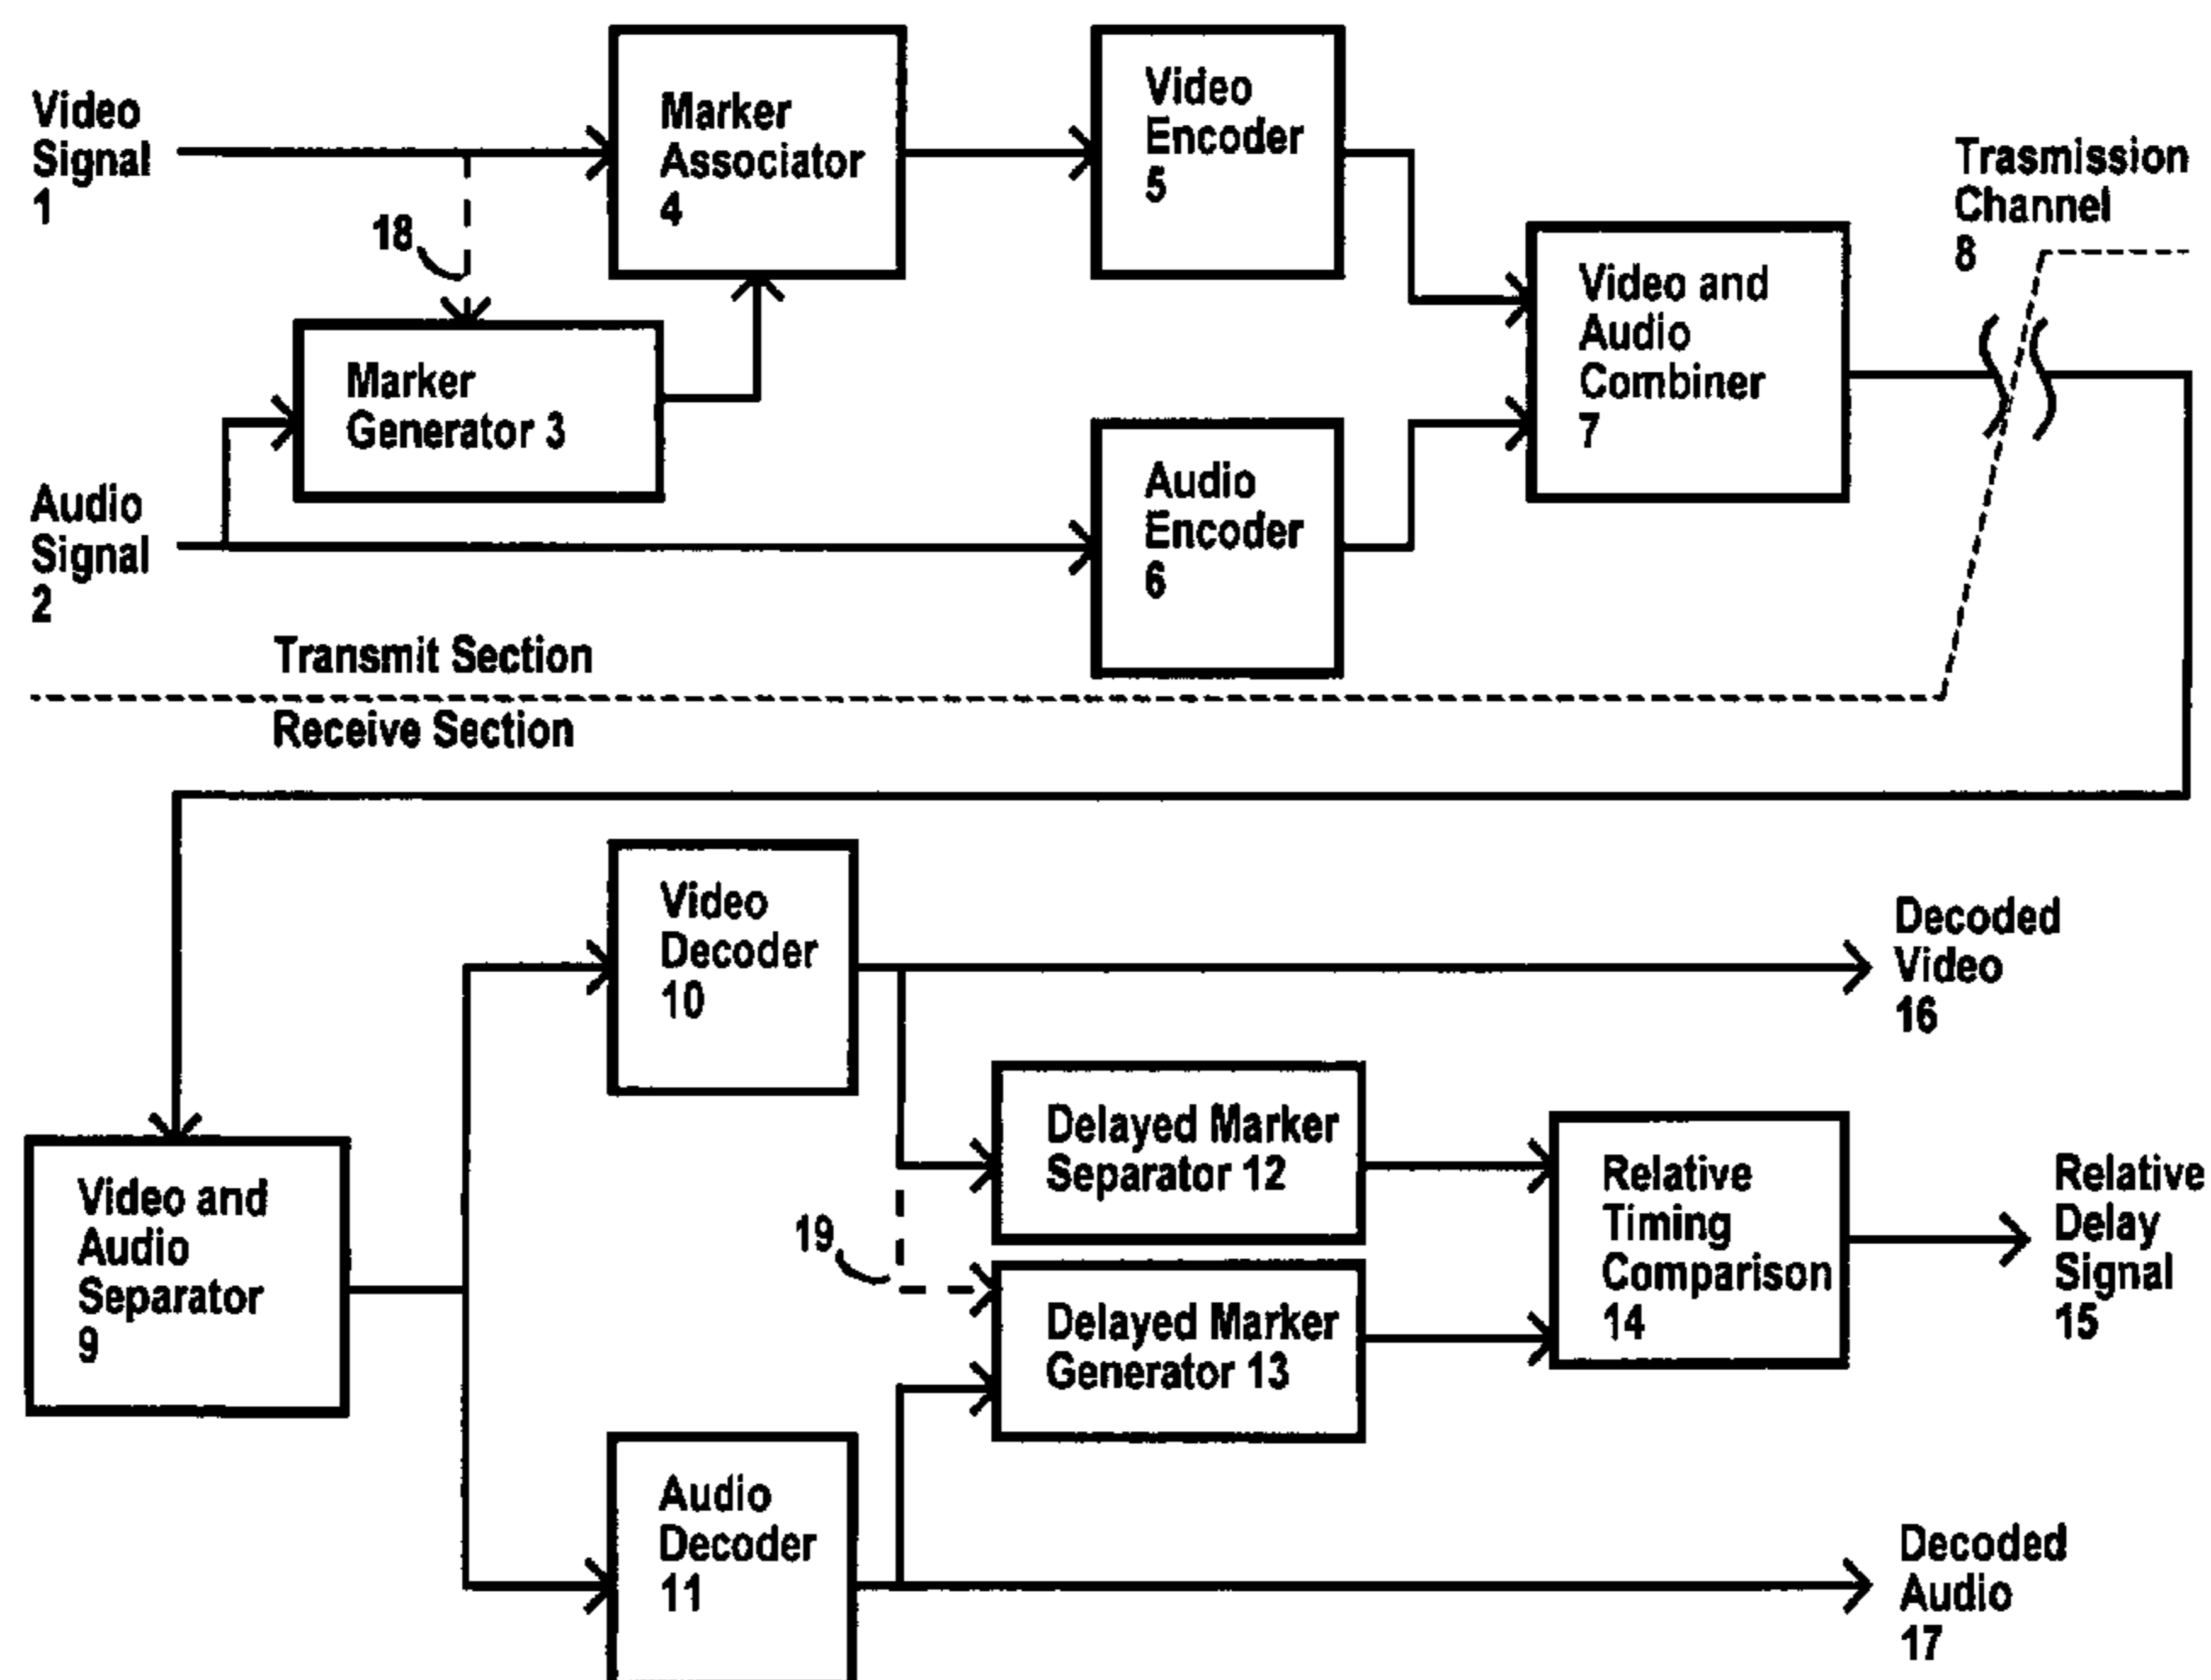 Video
Signal
1
Marker
Associator
4
Video
Encoder
5
Trasmission
Channel
8
18
Video and
Audio
Combiner
7
Marker
Generator 3
Audio
Signal
2
Audio
Encoder
6
Transmit Section
Receive Section
Video
Decoder
10
Decoded
Video
16
Delayed Marker
Separator 12
Video and
Audio
Separator
9
19
Relative
Timing
Comparison
14
Relative
Delay
Signal
15
Delayed Marker
Generator 13
Audio
Decoder
11
Decoded
Audio
17